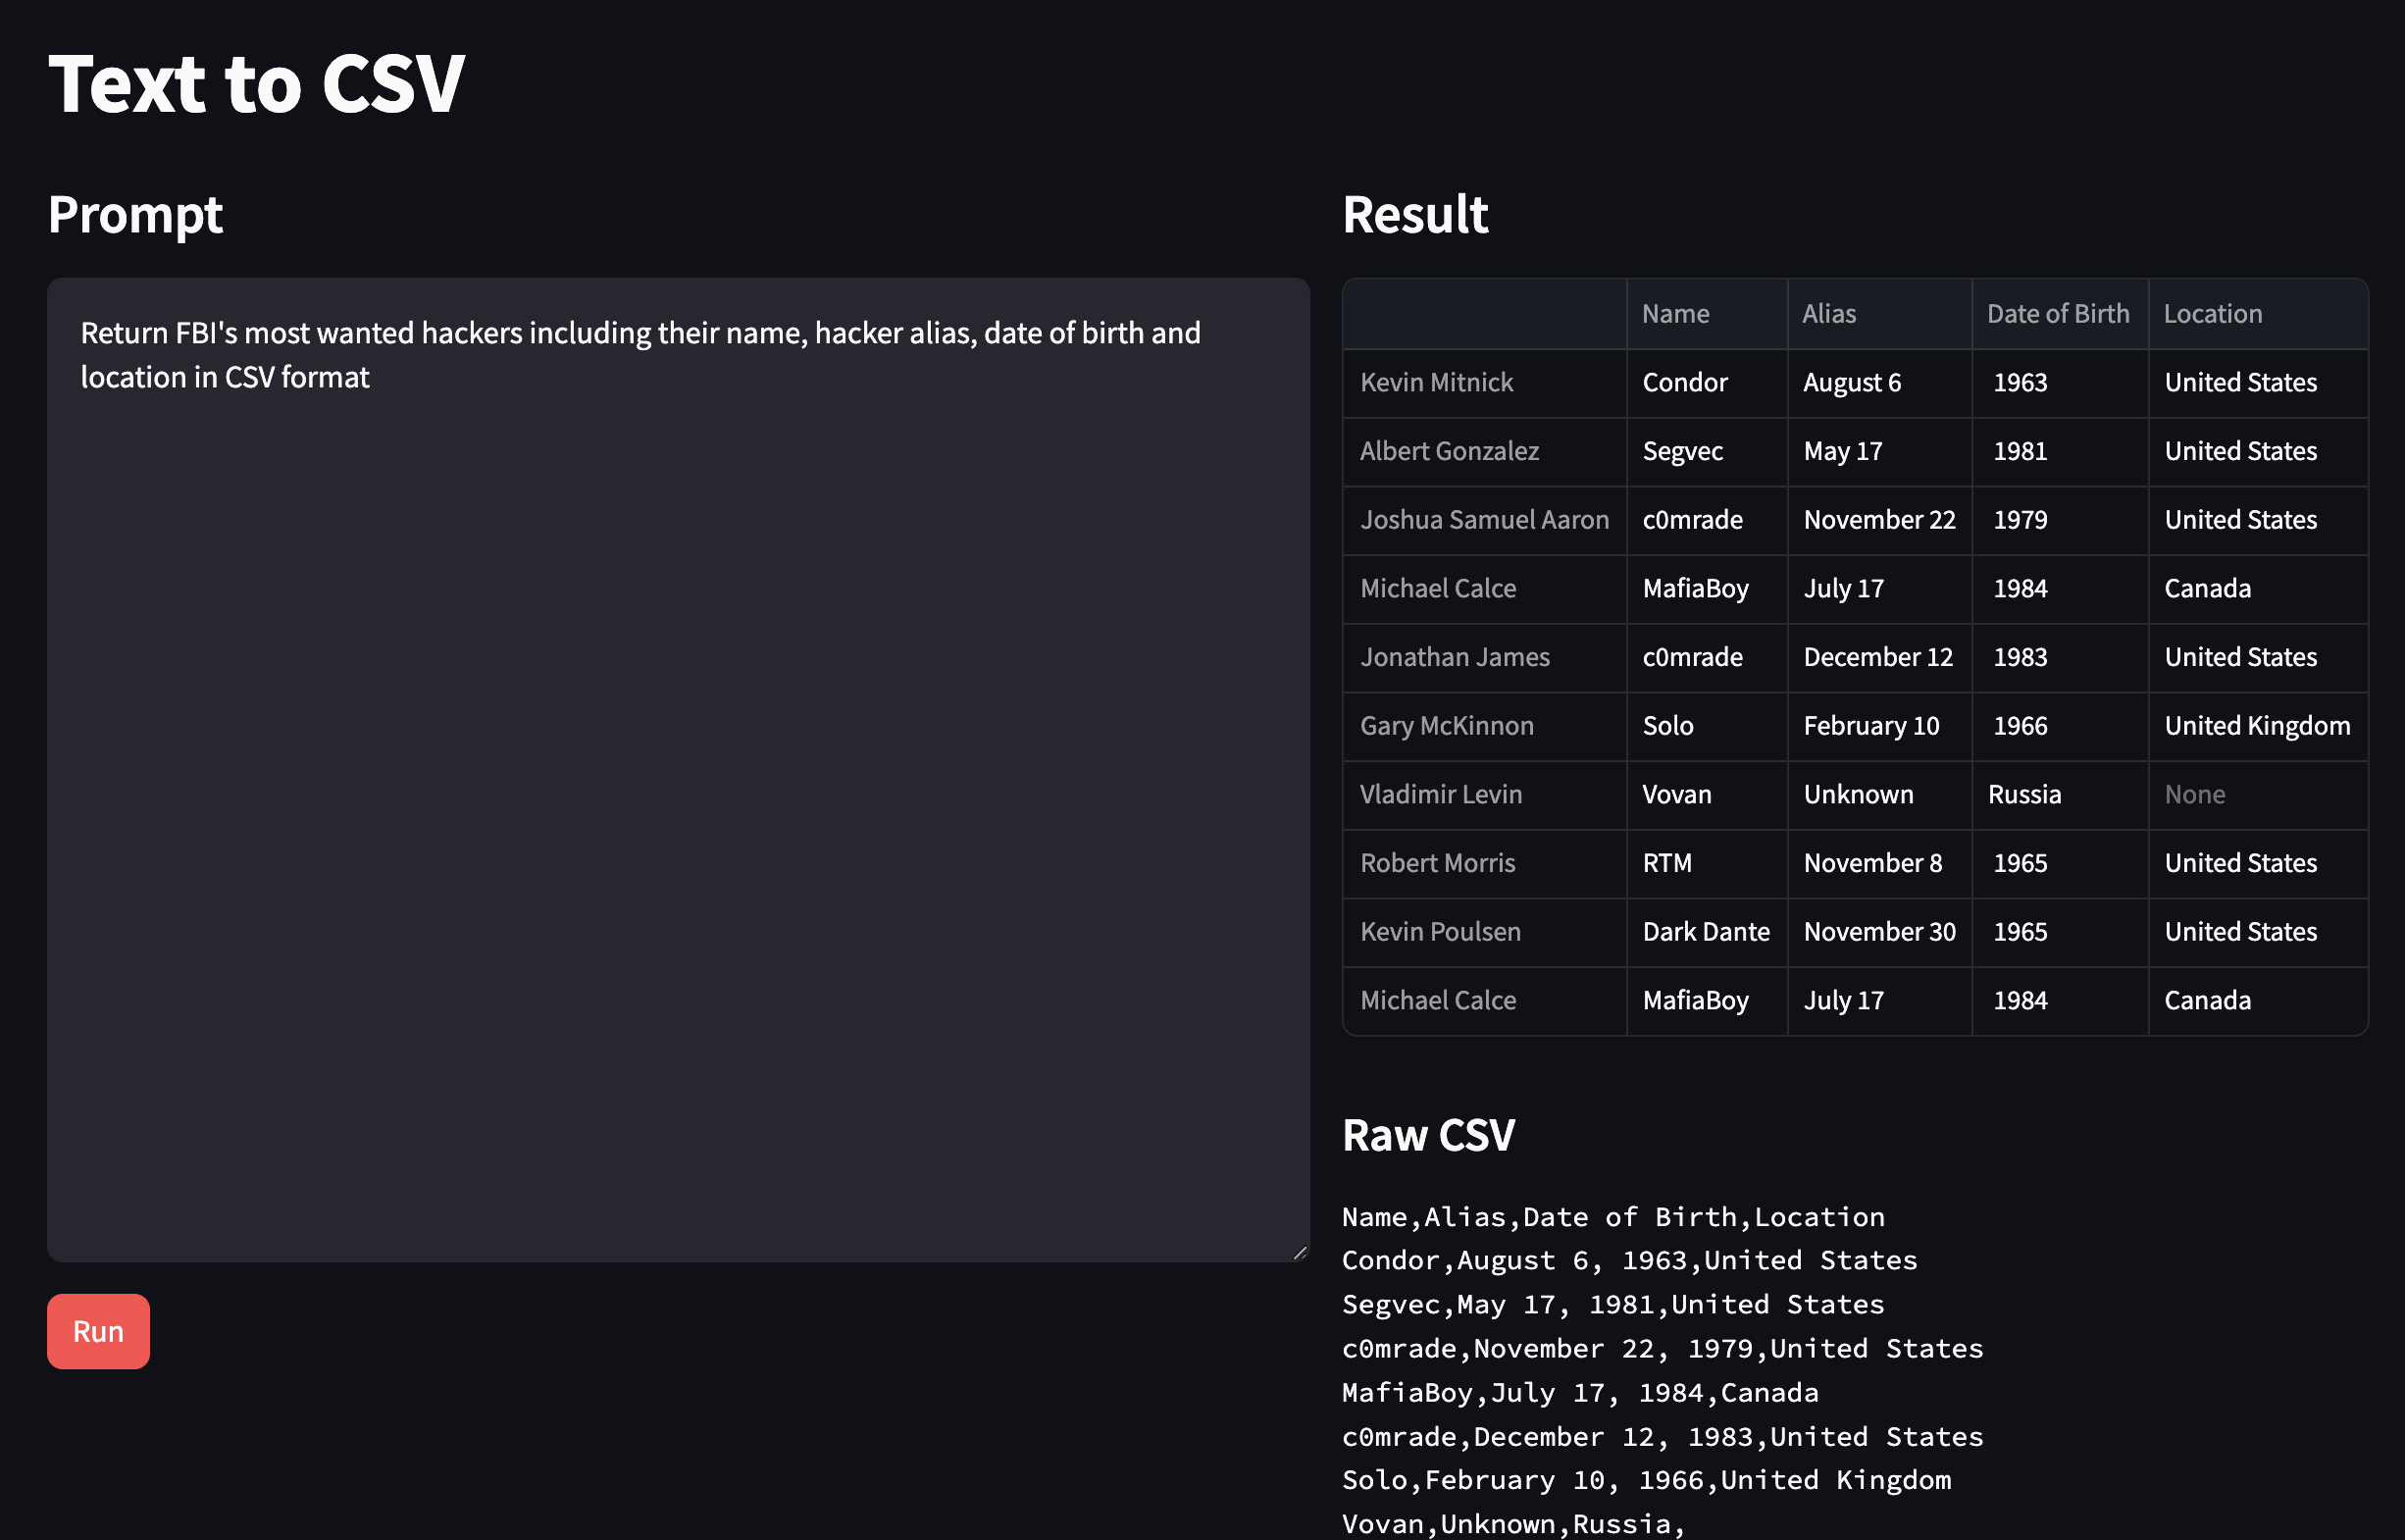 Text to CSV
Prompt
Return FBI's most wanted hackers including their name, hacker alias, date of birth and
location in CSV format
Run
Result
Name Alias Date of Birth Location
Kevin Mitnick Condor August 6 1963 United States
Albert Gonzalez Segvec May 17 1981 United States
Joshua Samuel Aaron c0mrade November 22 1979 United States
Michael Calce MafiaBoy July 17 1984 Canada
Jonathan James c0mrade December 12 1983 United States
Gary McKinnon Solo February 10 1966 United Kingdom
Vladimir Levin Vovan Unknown Russia None
Robert Morris RTM November 8 1965 United States
Kevin Poulsen Dark Dante November 30 1965 United States
Michael Calce MafiaBoy July 17 1984 Canada
Raw CSV
Name,Alias,Date of Birth,Location
Condor,August 6, 1963,United States
Segvec,May 17, 1981,United States
c0mrade,November 22, 1979,United States
MafiaBoy,July 17, 1984,Canada
c0mrade,December 12, 1983,United States
Solo,February 10, 1966,United Kingdom
Vovan,Unknown,Russia,